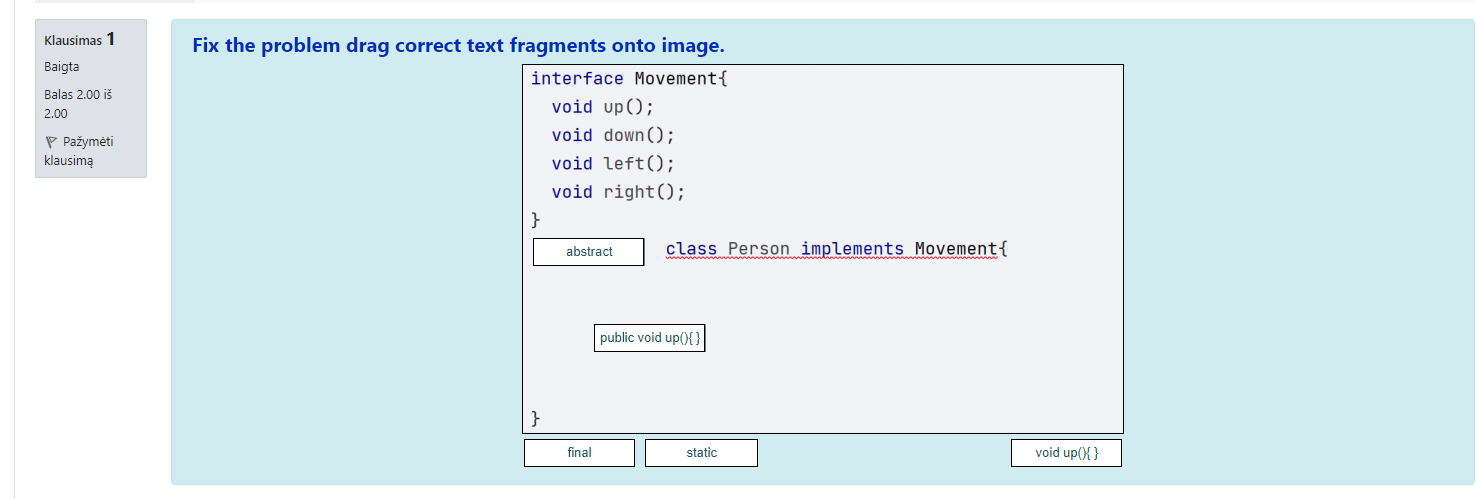 Klausimas 1
Baigta
Balas 2.00 iš
2.00
Pažymėti
klausimą
Fix the problem drag correct text fragments onto image.
interface Movement{
void up();
void down();
void left();
void right();
}
abstract class Person implements Movement{
public void up(){ }
}
final static void up(){ }